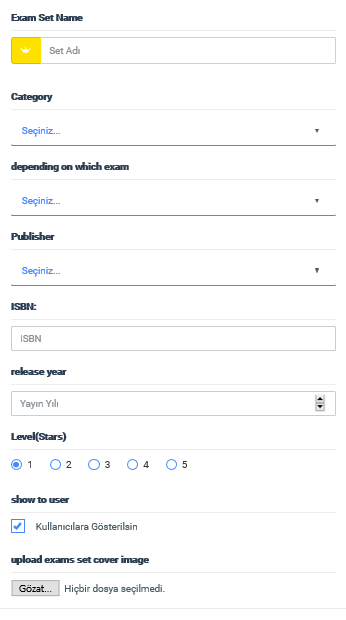 Exam Set Name
Set Adı
Category
Seçiniz...
depending on which exam
Seçiniz...
Publisher
Seçiniz...
ISBN:
ISBN
release year
Yayın Yılı
Level(Stars)
1 2 3 4 5
show to user
Kullanıcılara Gösterilsin
upload exams set cover image
Gözat... Hiçbir dosya seçilmedi.